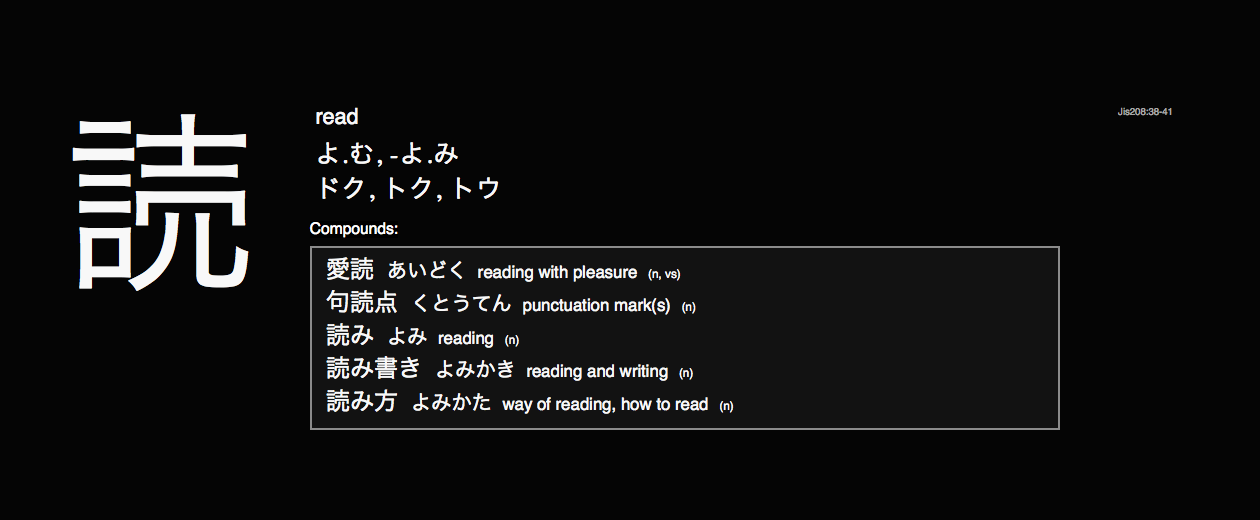 読
read
よ.む, -よ.み
ドク, トク, トウ
Jis208:38-41
Compounds:
愛読 あいどく reading with pleasure (n, vs)
句読点 くとうてん punctuation mark(s) (n)
読み よみ reading (n)
読み書き よみかき reading and writing (n)
読み方 よみかた way of reading, how to read (n)